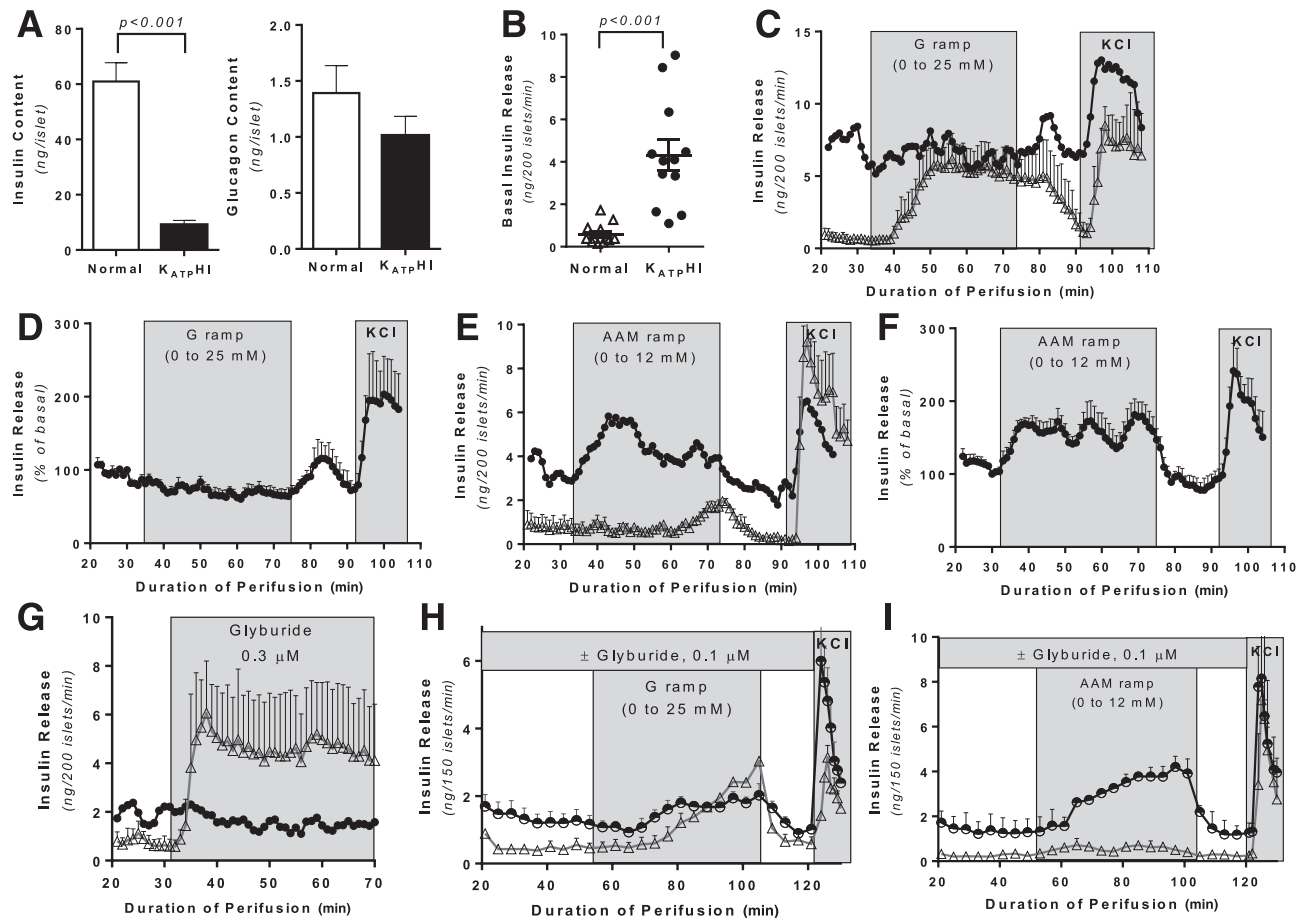 A
p<0.001
Insulin Content
(ng/islet)
80
60
40
20
0
Normal
KATPHI
Glucagon Content
(ng/islet)
2.0
1.5
1.0
0.5
0.0
Normal
KATPHI
B
p<0.001
Basal Insulin Release
(ng/200 islets/min)
10
8
6
4
2
0
Normal
KATPHI
C
G ramp
(0 to 25 mM)
KCl
Insulin Release
(ng/200 islets/min)
15
10
5
0
20 30 40 50 60 70 80 90 100 110
Duration of Perifusion (min)
D
G ramp
(0 to 25 mM)
KCl
Insulin Release
(% of basal)
300
200
100
0
20 30 40 50 60 70 80 90 100 110
Duration of Perifusion (min)
E
AAM ramp
(0 to 12 mM)
KCl
Insulin Release
(ng/200 islets/min)
10
8
6
4
2
0
20 30 40 50 60 70 80 90 100 110
Duration of Perifusion (min)
F
AAM ramp
(0 to 12 mM)
KCl
Insulin Release
(% of basal)
300
200
100
0
20 30 40 50 60 70 80 90 100 110
Duration of Perifusion (min)
G
Glyburide
0.3 µM
Insulin Release
(ng/200 islets/min)
10
8
6
4
2
0
20 30 40 50 60 70
Duration of Perifusion (min)
H
± Glyburide, 0.1 µM
KCl
G ramp
(0 to 25 mM)
Insulin Release
(ng/150 islets/min)
6
4
2
0
20 40 60 80 100 120
Duration of Perifusion (min)
I
± Glyburide, 0.1 µM
KCl
AAM ramp
(0 to 12 mM)
Insulin Release
(ng/150 islets/min)
10
8
6
4
2
0
20 40 60 80 100 120
Duration of Perifusion (min)